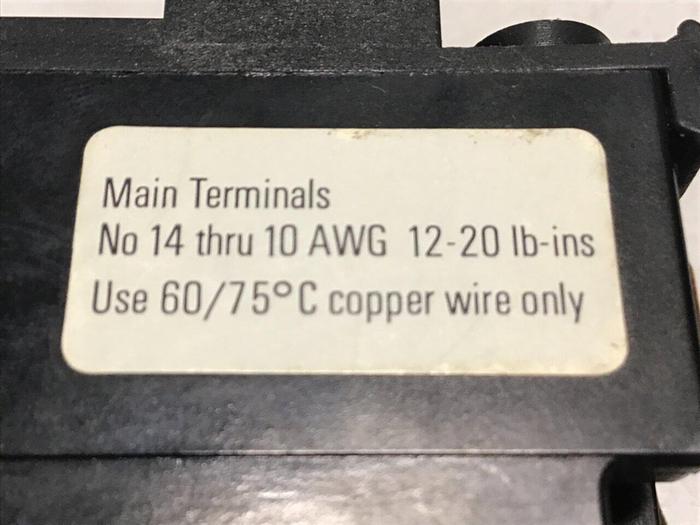 Main Terminals
No 14 thru 10 AWG 12-20 lb-ins
Use 60/75°C copper wire only